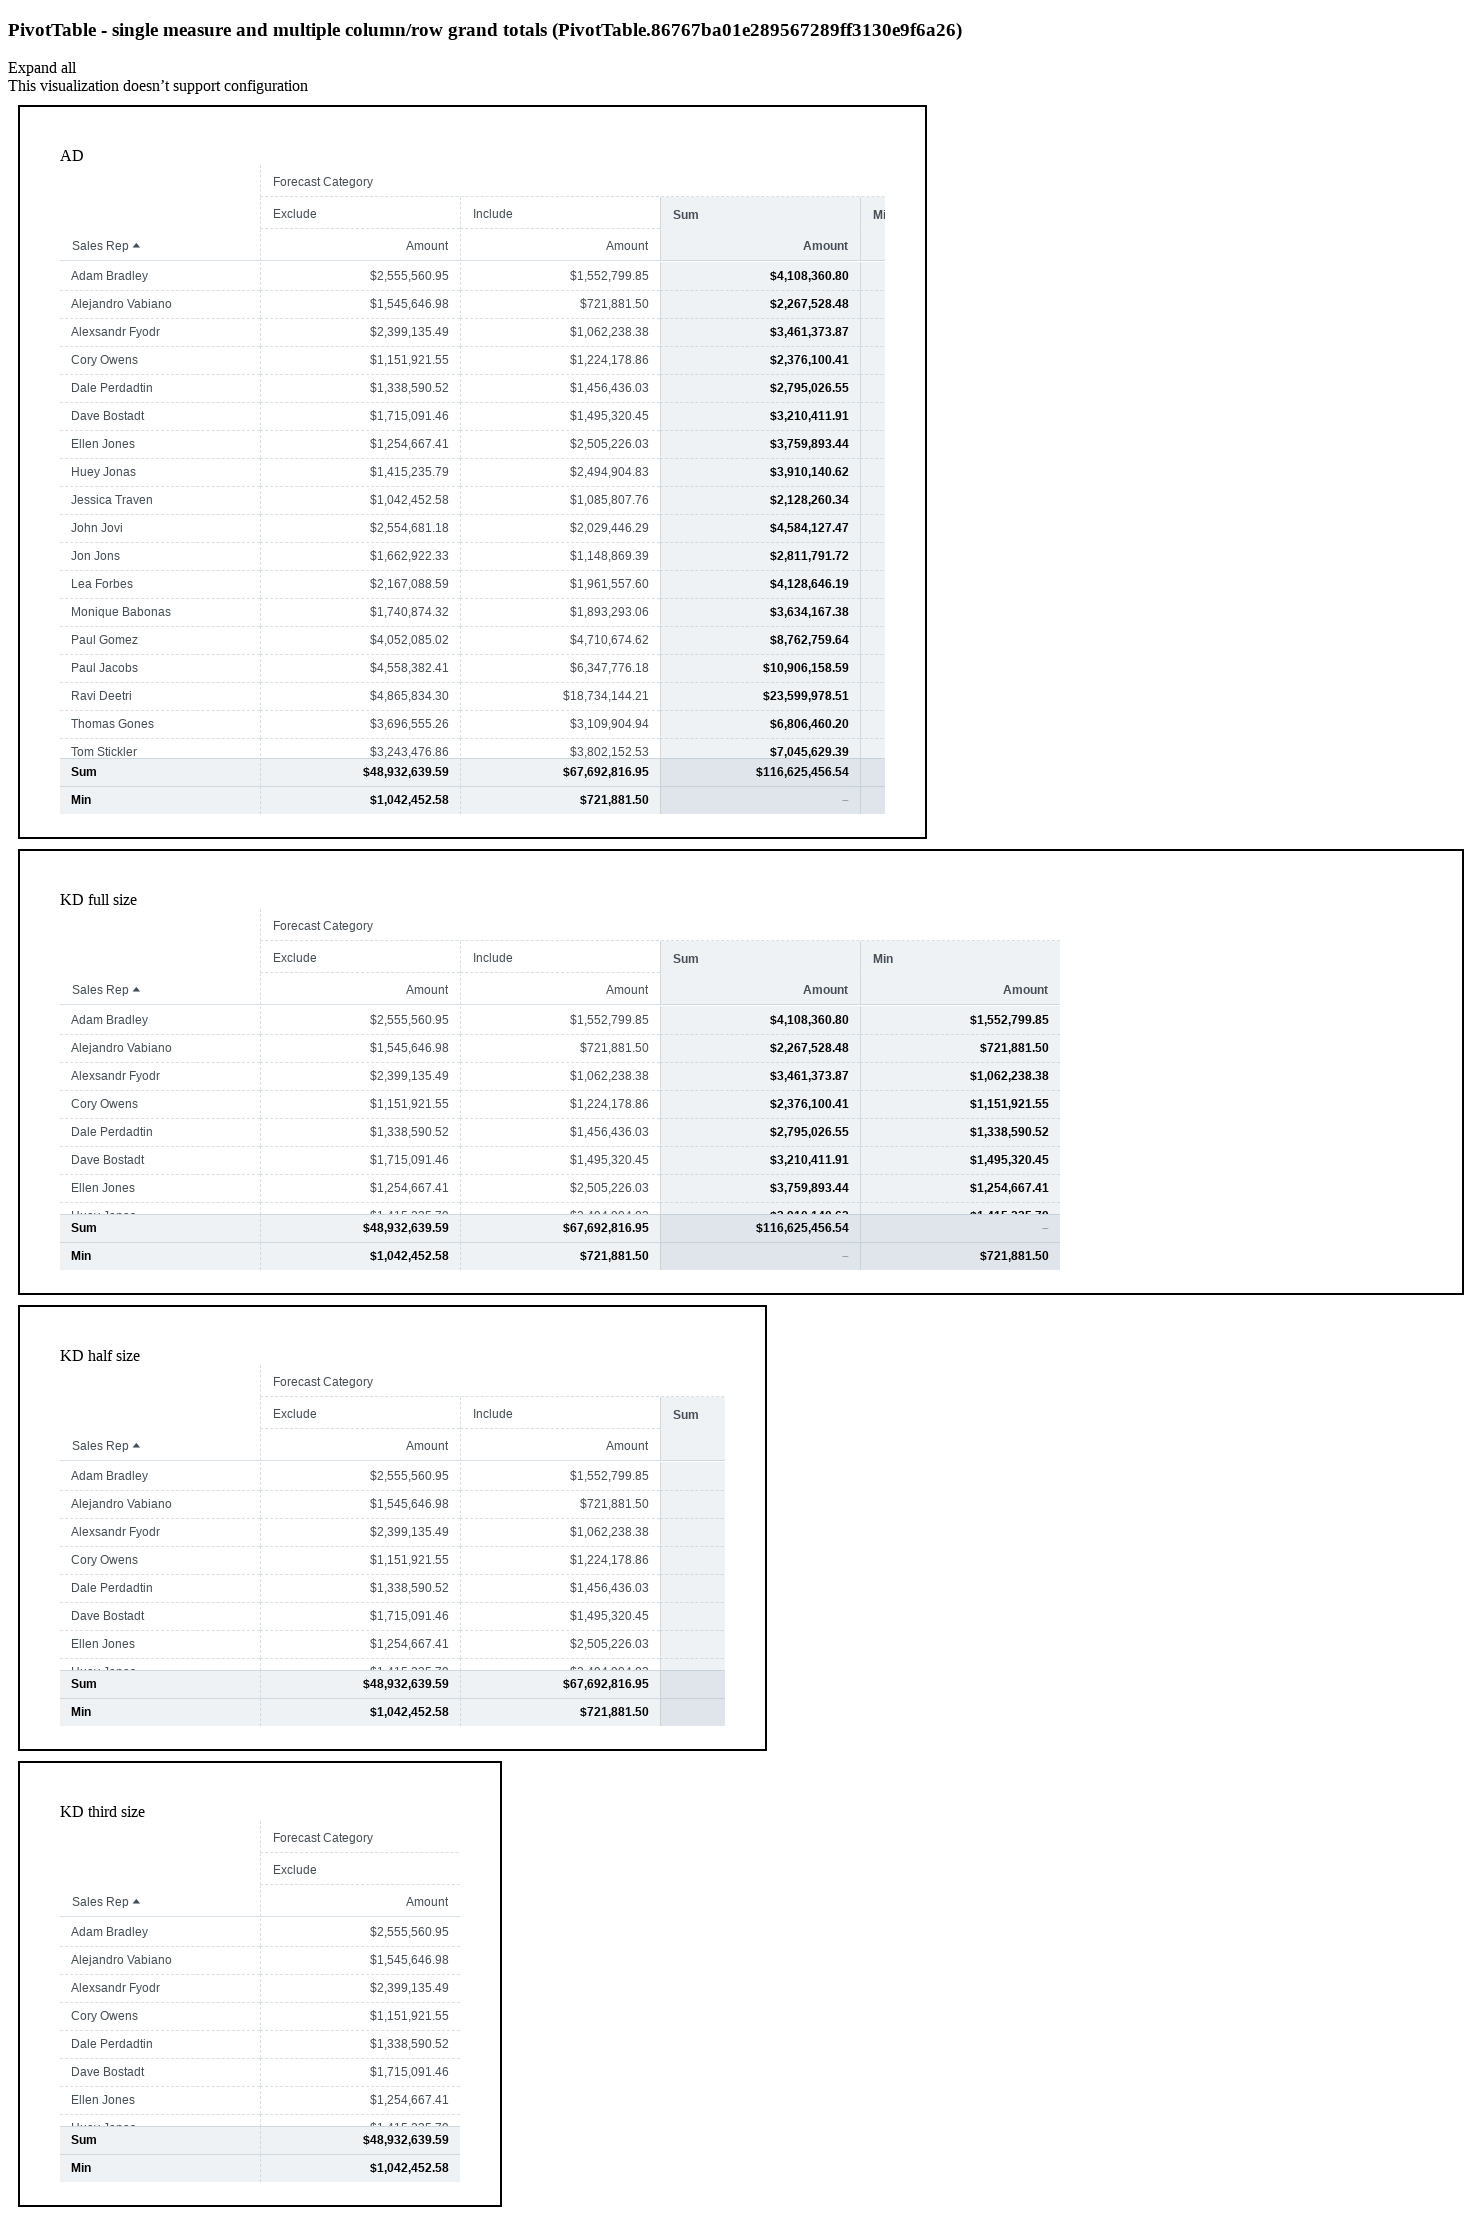 PivotTable - single measure and multiple column/row grand totals (PivotTable.86767ba01e289567289ff3130e9f6a26)
Expand all
This visualization doesn’t support configuration
AD
Forecast Category
Exclude Include Sum
Sales Rep Amount Amount Amount
Adam Bradley $2,555,560.95 $1,552,799.85 $4,108,360.80
Alejandro Vabiano $1,545,646.98 $721,881.50 $2,267,528.48
Alexsandr Fyodr $2,399,135.49 $1,062,238.38 $3,461,373.87
Cory Owens $1,151,921.55 $1,224,178.86 $2,376,100.41
Dale Perdadtin $1,338,590.52 $1,456,436.03 $2,795,026.55
Dave Bostadt $1,715,091.46 $1,495,320.45 $3,210,411.91
Ellen Jones $1,254,667.41 $2,505,226.03 $3,759,893.44
Huey Jonas $1,415,235.79 $2,494,904.83 $3,910,140.62
Jessica Traven $1,042,452.58 $1,085,807.76 $2,128,260.34
John Jovi $2,554,681.18 $2,029,446.29 $4,584,127.47
Jon Jons $1,662,922.33 $1,148,869.39 $2,811,791.72
Lea Forbes $2,167,088.59 $1,961,557.60 $4,128,646.19
Monique Babonas $1,740,874.32 $1,893,293.06 $3,634,167.38
Paul Gomez $4,052,085.02 $4,710,674.62 $8,762,759.64
Paul Jacobs $4,558,382.41 $6,347,776.18 $10,906,158.59
Ravi Deetri $4,865,834.30 $18,734,144.21 $23,599,978.51
Thomas Gones $3,696,555.26 $3,109,904.94 $6,806,460.20
Tom Stickler $3,243,476.86 $3,802,152.53 $7,045,629.39
Sum $48,932,639.59 $67,692,816.95 $116,625,456.54
Min $1,042,452.58 $721,881.50 –
KD full size
Forecast Category
Exclude Include Sum Min
Sales Rep Amount Amount Amount Amount
Adam Bradley $2,555,560.95 $1,552,799.85 $4,108,360.80 $1,552,799.85
Alejandro Vabiano $1,545,646.98 $721,881.50 $2,267,528.48 $721,881.50
Alexsandr Fyodr $2,399,135.49 $1,062,238.38 $3,461,373.87 $1,062,238.38
Cory Owens $1,151,921.55 $1,224,178.86 $2,376,100.41 $1,151,921.55
Dale Perdadtin $1,338,590.52 $1,456,436.03 $2,795,026.55 $1,338,590.52
Dave Bostadt $1,715,091.46 $1,495,320.45 $3,210,411.91 $1,495,320.45
Ellen Jones $1,254,667.41 $2,505,226.03 $3,759,893.44 $1,254,667.41
Sum $48,932,639.59 $67,692,816.95 $116,625,456.54 –
Min $1,042,452.58 $721,881.50 – $721,881.50
KD half size
Forecast Category
Exclude Include Sum
Sales Rep Amount Amount
Adam Bradley $2,555,560.95 $1,552,799.85
Alejandro Vabiano $1,545,646.98 $721,881.50
Alexsandr Fyodr $2,399,135.49 $1,062,238.38
Cory Owens $1,151,921.55 $1,224,178.86
Dale Perdadtin $1,338,590.52 $1,456,436.03
Dave Bostadt $1,715,091.46 $1,495,320.45
Ellen Jones $1,254,667.41 $2,505,226.03
Sum $48,932,639.59 $67,692,816.95
Min $1,042,452.58 $721,881.50
KD third size
Forecast Category
Exclude
Sales Rep Amount
Adam Bradley $2,555,560.95
Alejandro Vabiano $1,545,646.98
Alexsandr Fyodr $2,399,135.49
Cory Owens $1,151,921.55
Dale Perdadtin $1,338,590.52
Dave Bostadt $1,715,091.46
Ellen Jones $1,254,667.41
Sum $48,932,639.59
Min $1,042,452.58